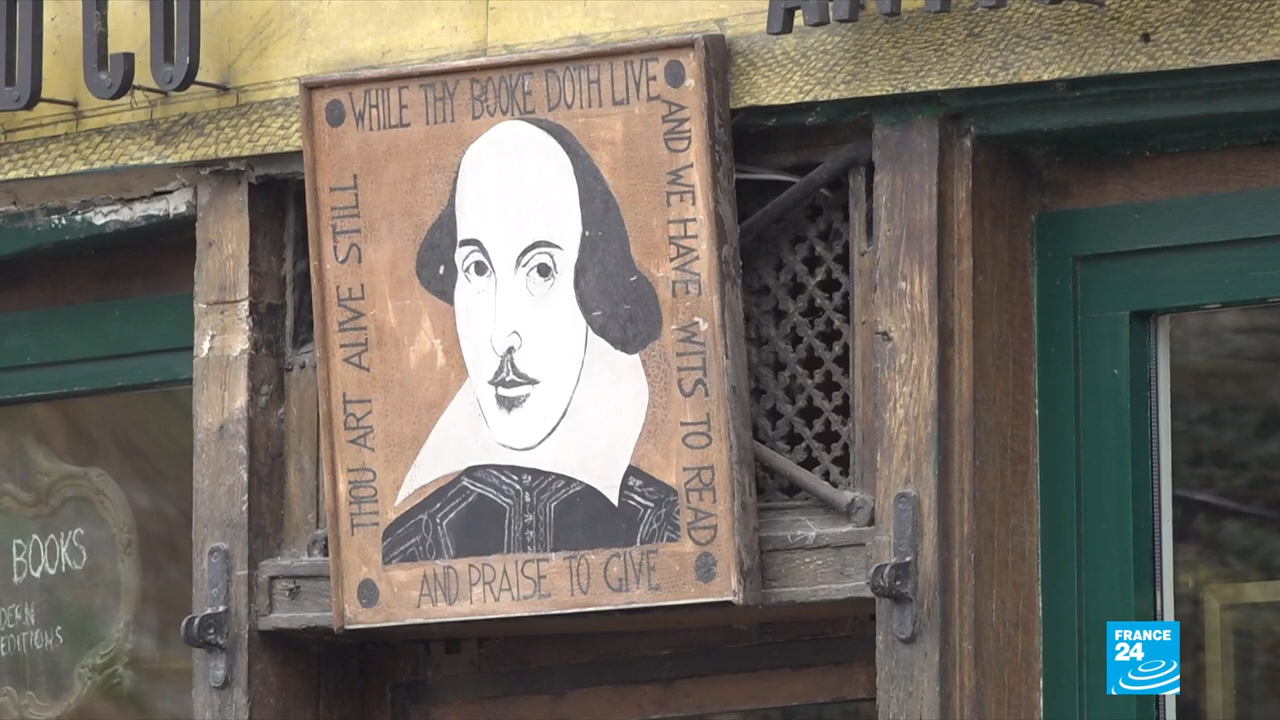 WHILE THY BOOKE DOTH LIVE
AND WE HAVE WITS TO READ
AND PRAISE TO GIVE
THOU ART ALIVE STILL
BOOKS
EDITIONS
FRANCE
24